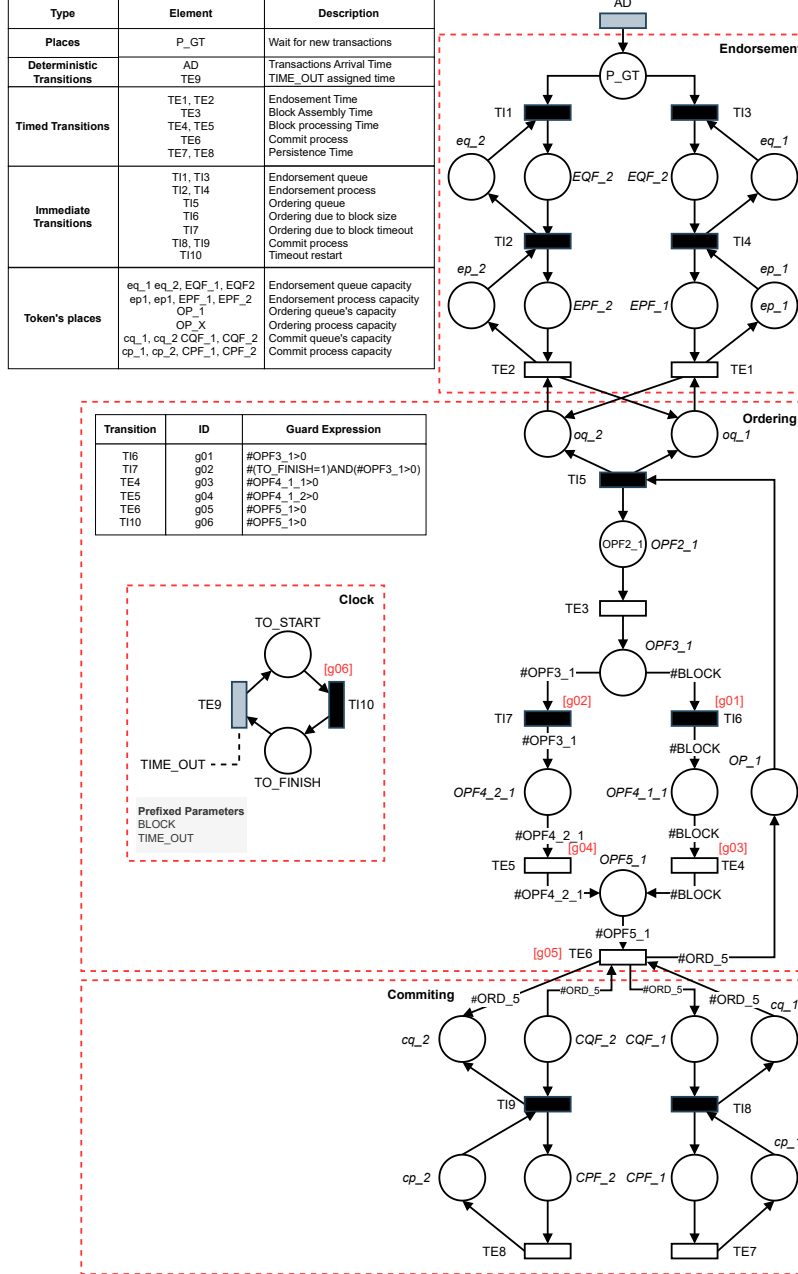 Type Element Description
Places P_GT Wait for new transactions
Deterministic Transitions AD Transactions Arrival Time
TE9 TIME_OUT assigned time
Timed Transitions TE1, TE2 Endosement Time
TE3 Block Assembly Time
TE4, TE5 Block processing Time
TE6 Commit process
TE7, TE8 Persistence Time
Immediate Transitions TI1, TI3 Endorsement queue
TI2, TI4 Endorsement process
TI5 Ordering queue
TI6 Ordering due to block size
TI7 Ordering due to block timeout
TI8, TI9 Commit process
TI10 Timeout restart
Token's places eq_1 eq_2, EQF_1, EQF2 Endorsement queue capacity
ep1, ep1, EPF_1, EPF_2 Endorsement process capacity
OP_1 Ordering queue's capacity
OP_X Ordering process capacity
cq_1, cq_2 CQF_1, CQF_2 Commit queue's capacity
cp_1, cp_2, CPF_1, CPF_2 Commit process capacity
AD
Endorsement
P_GT
TI1 TI3
eq_2 eq_1
EQF_2 EQF_2
TI2 TI4
ep_2 ep_1
EPF_2 EPF_1 ep_1
TE2 TE1
Ordering
oq_2 oq_1
TI5
Transition ID Guard Expression
TI6 g01 #OPF3_1>0
TI7 g02 #(TO_FINISH=1)AND(#OPF3_1>0)
TE4 g03 #OPF4_1_1>0
TE5 g04 #OPF4_1_2>0
TE6 g05 #OPF5_1>0
TI10 g06 #OPF5_1>0
OPF2_1 OPF2_1
TE3
OPF3_1
#OPF3_1 #BLOCK
[g02] [g01]
TI7 TI6
#OPF3_1 #BLOCK
OP_1
OPF4_2_1 OPF4_1_1
#OPF4_2_1 #BLOCK
[g04] [g03]
TE5 OPF5_1 TE4
#OPF4_2_1 #BLOCK
#OPF5_1
[g05] TE6 #ORD_5
Clock
TO_START
[g06]
TE9 TI10
TIME_OUT
TO_FINISH
Prefixed Parameters
BLOCK
TIME_OUT
Commiting
#ORD_5 #ORD_5 #ORD_5 #ORD_5 cq_1
cq_2 CQF_2 CQF_1
TI9 TI8
cp_1
cp_2 CPF_2 CPF_1
TE8 TE7